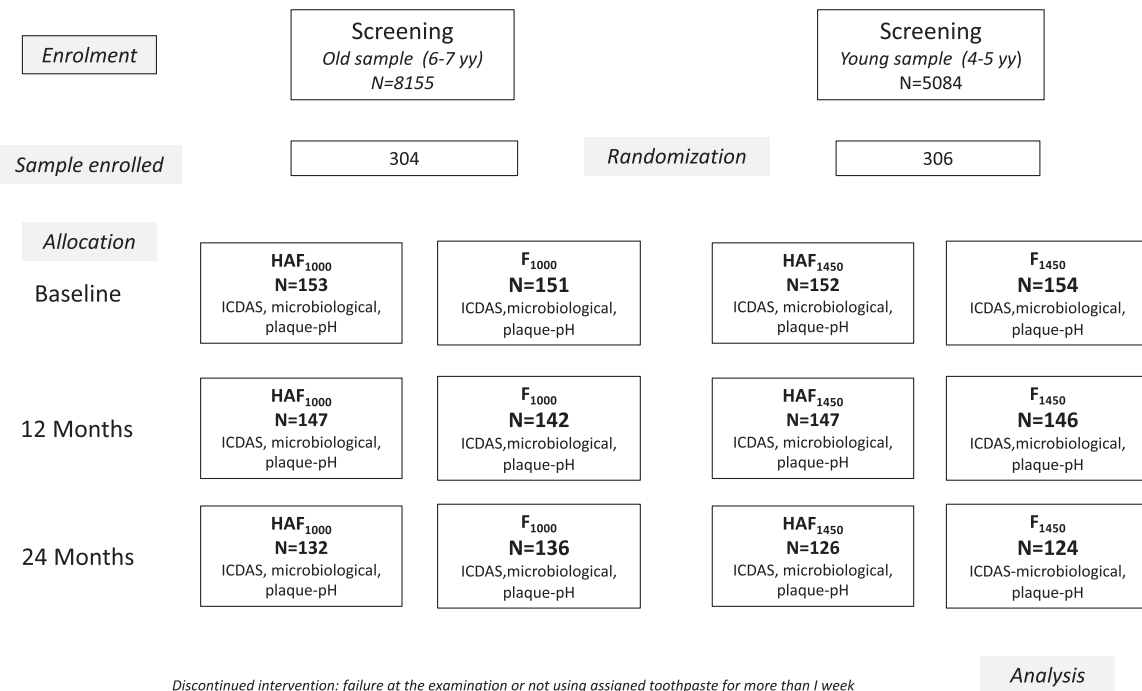 Enrolment
Screening
Old sample (6-7 yy)
N=8155
Screening
Young sample (4-5 yy)
N=5084
Sample enrolled
304
Randomization
306
Allocation
Baseline
HAF1000
N=153
ICDAS, microbiological,
plaque-pH
F1000
N=151
ICDAS,microbiological,
plaque-pH
HAF1450
N=152
ICDAS, microbiological,
plaque-pH
F1450
N=154
ICDAS,microbiological,
plaque-pH
12 Months
HAF1000
N=147
ICDAS, microbiological,
plaque-pH
F1000
N=142
ICDAS,microbiological,
plaque-pH
HAF1450
N=147
ICDAS, microbiological,
plaque-pH
F1450
N=146
ICDAS,microbiological,
plaque-pH
24 Months
HAF1000
N=132
ICDAS, microbiological,
plaque-pH
F1000
N=136
ICDAS,microbiological,
plaque-pH
HAF1450
N=126
ICDAS, microbiological,
plaque-pH
F1450
N=124
ICDAS-microbiological,
plaque-pH
Analysis
Discontinued intervention: failure at the examination or not using assigned toothpaste for more than I week